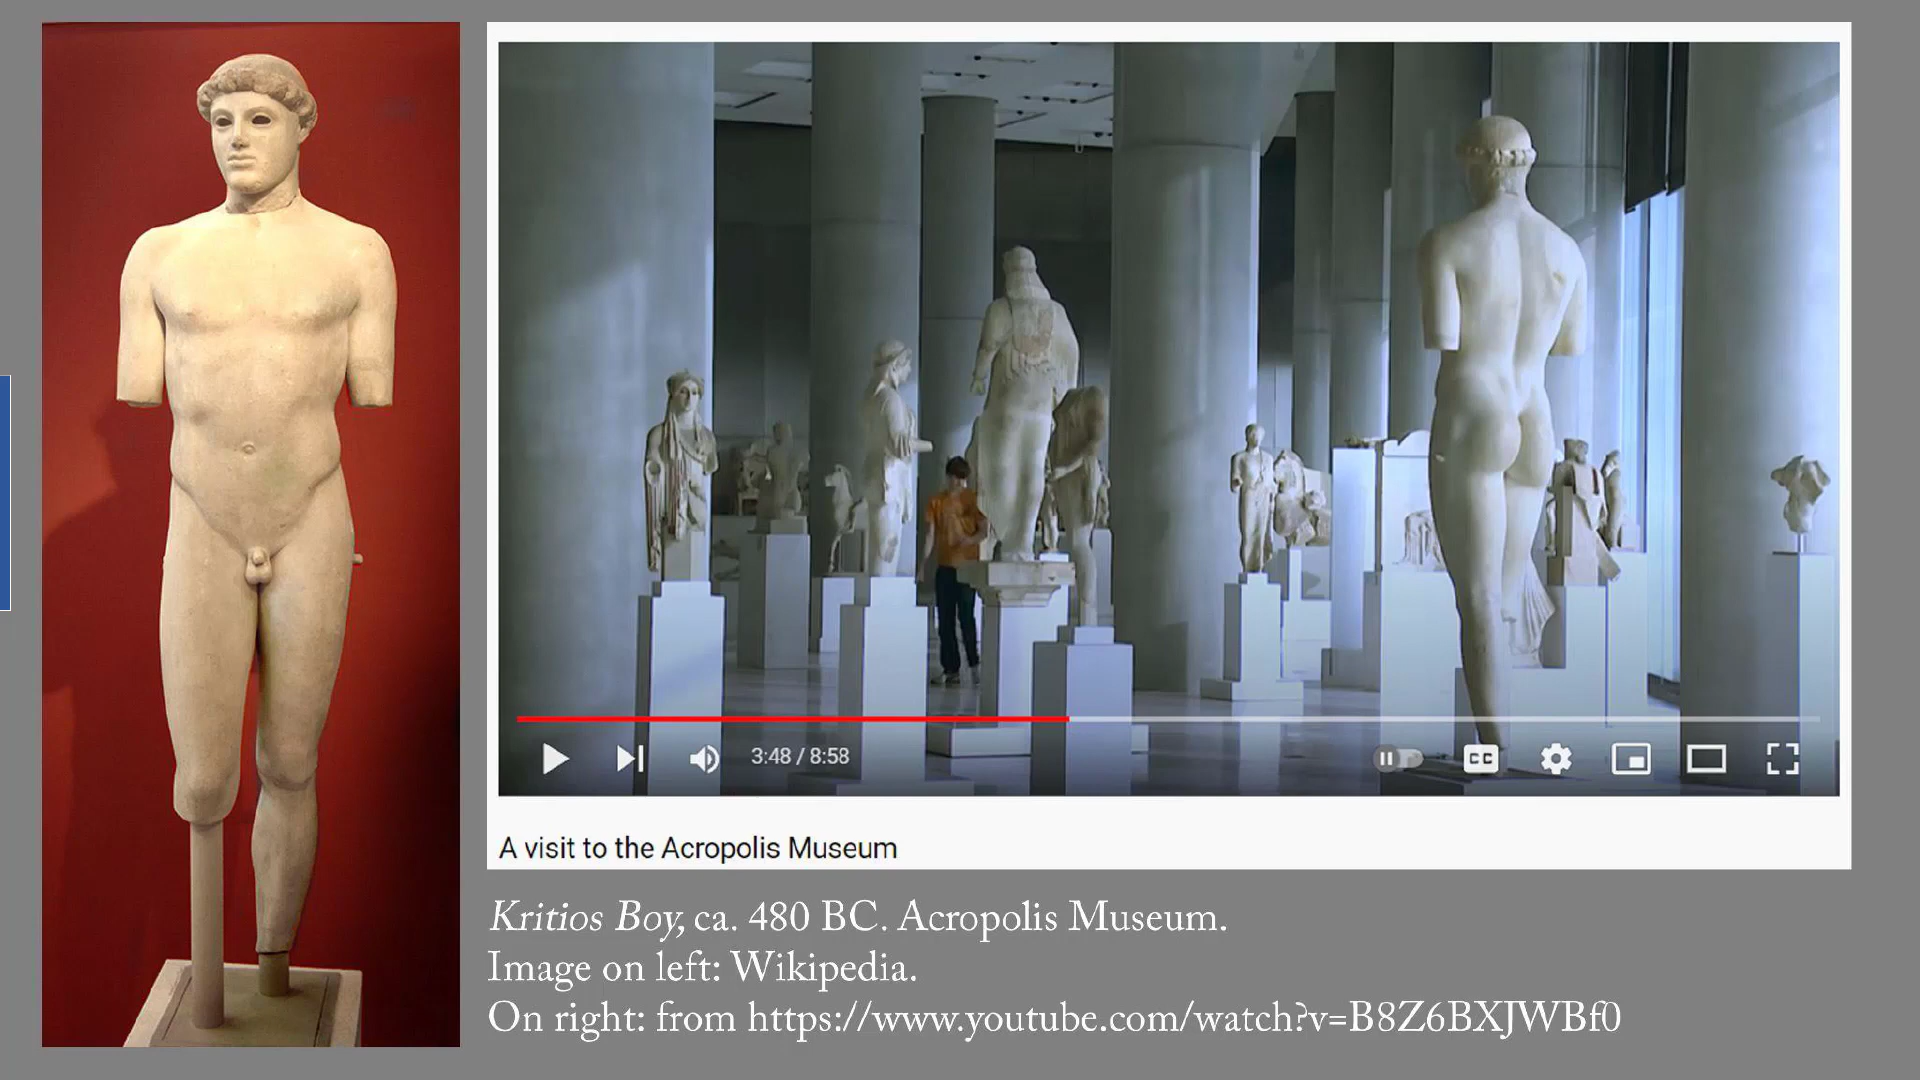 3:48 / 8:58
CC
A visit to the Acropolis Museum
Kritios Boy, ca. 480 BC. Acropolis Museum.
Image on left: Wikipedia.
On right: from https://www.youtube.com/watch?v=B8Z6BXJWBf0